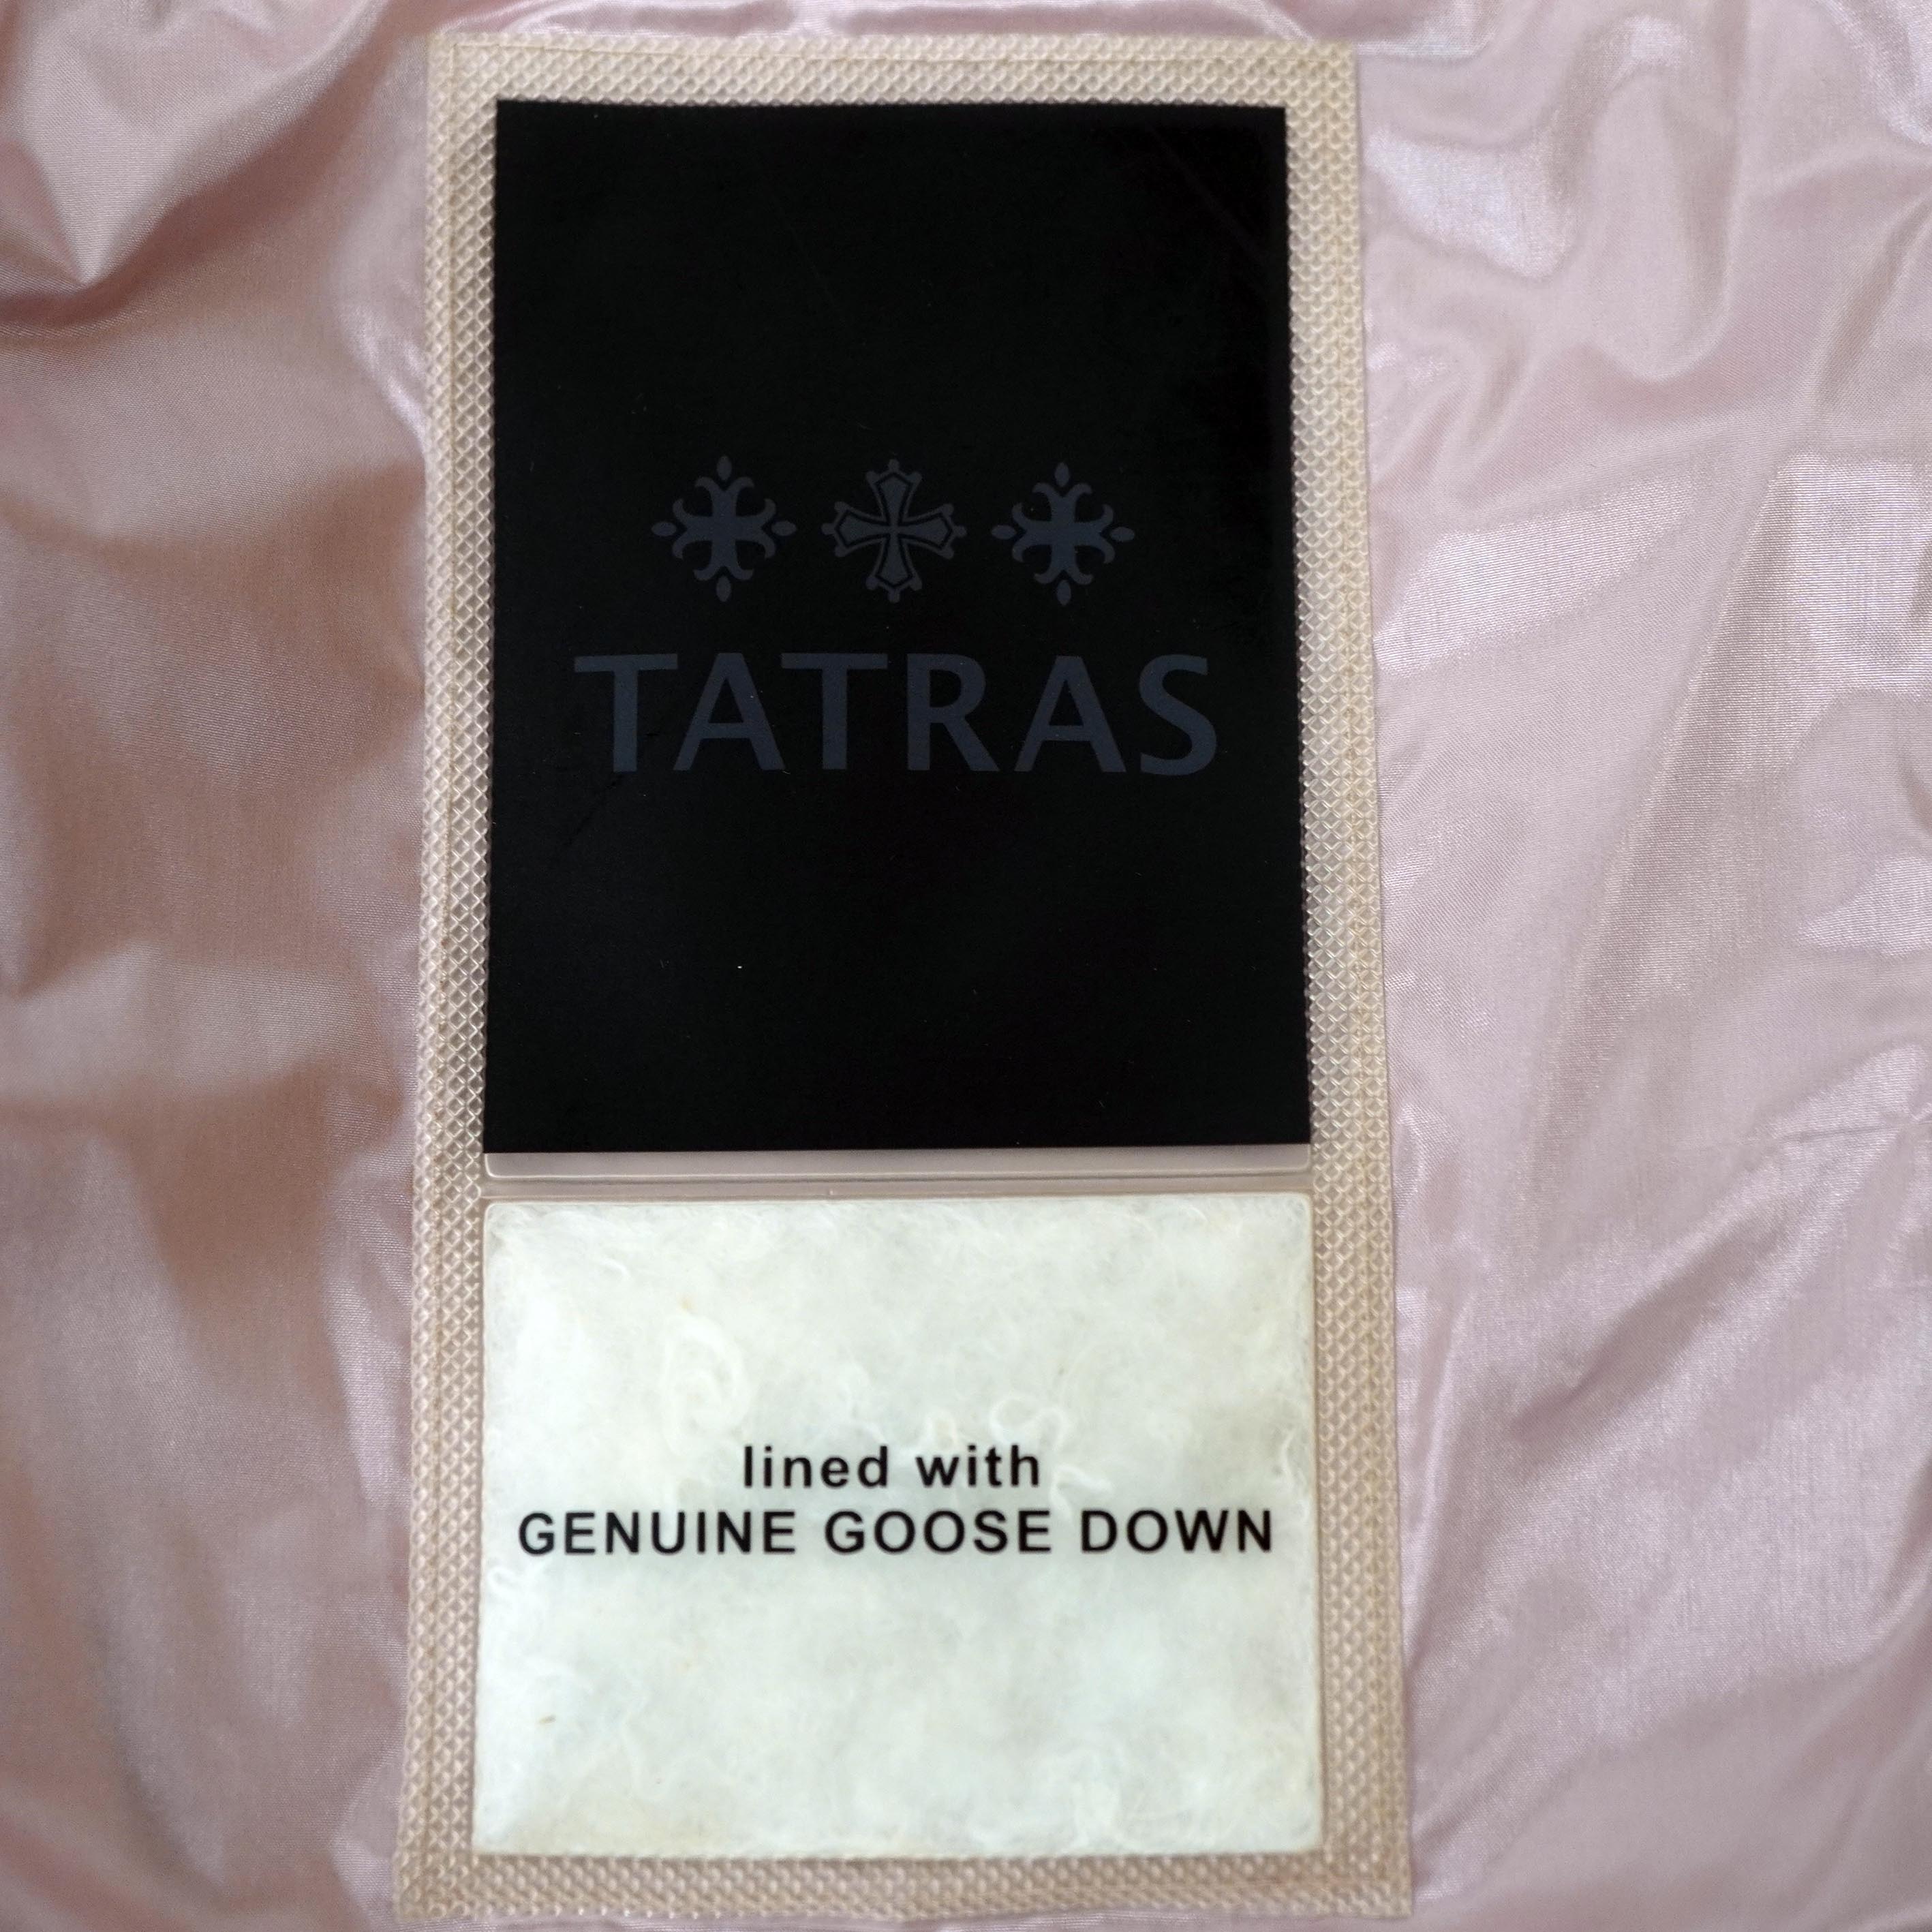 TATRAS
lined with
GENUINE GOOSE DOWN